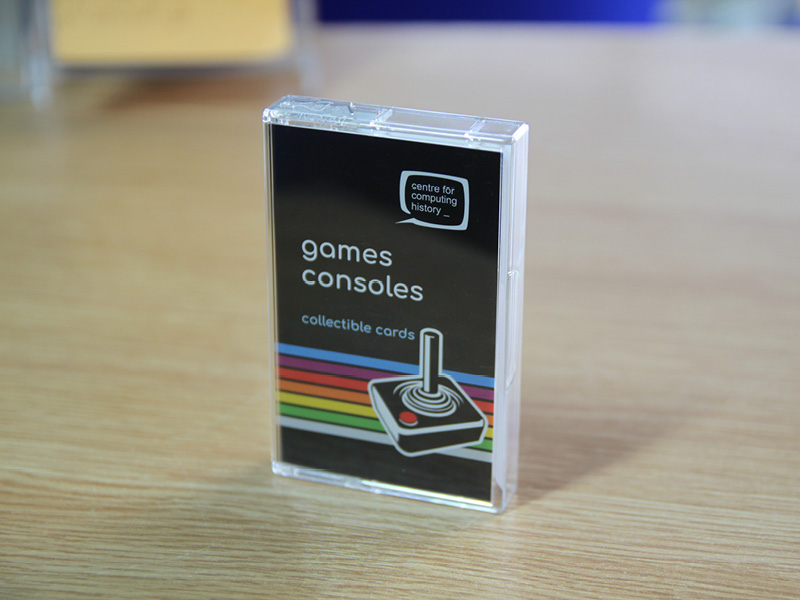 centre for
computing
history _
games
consoles
collectible cards